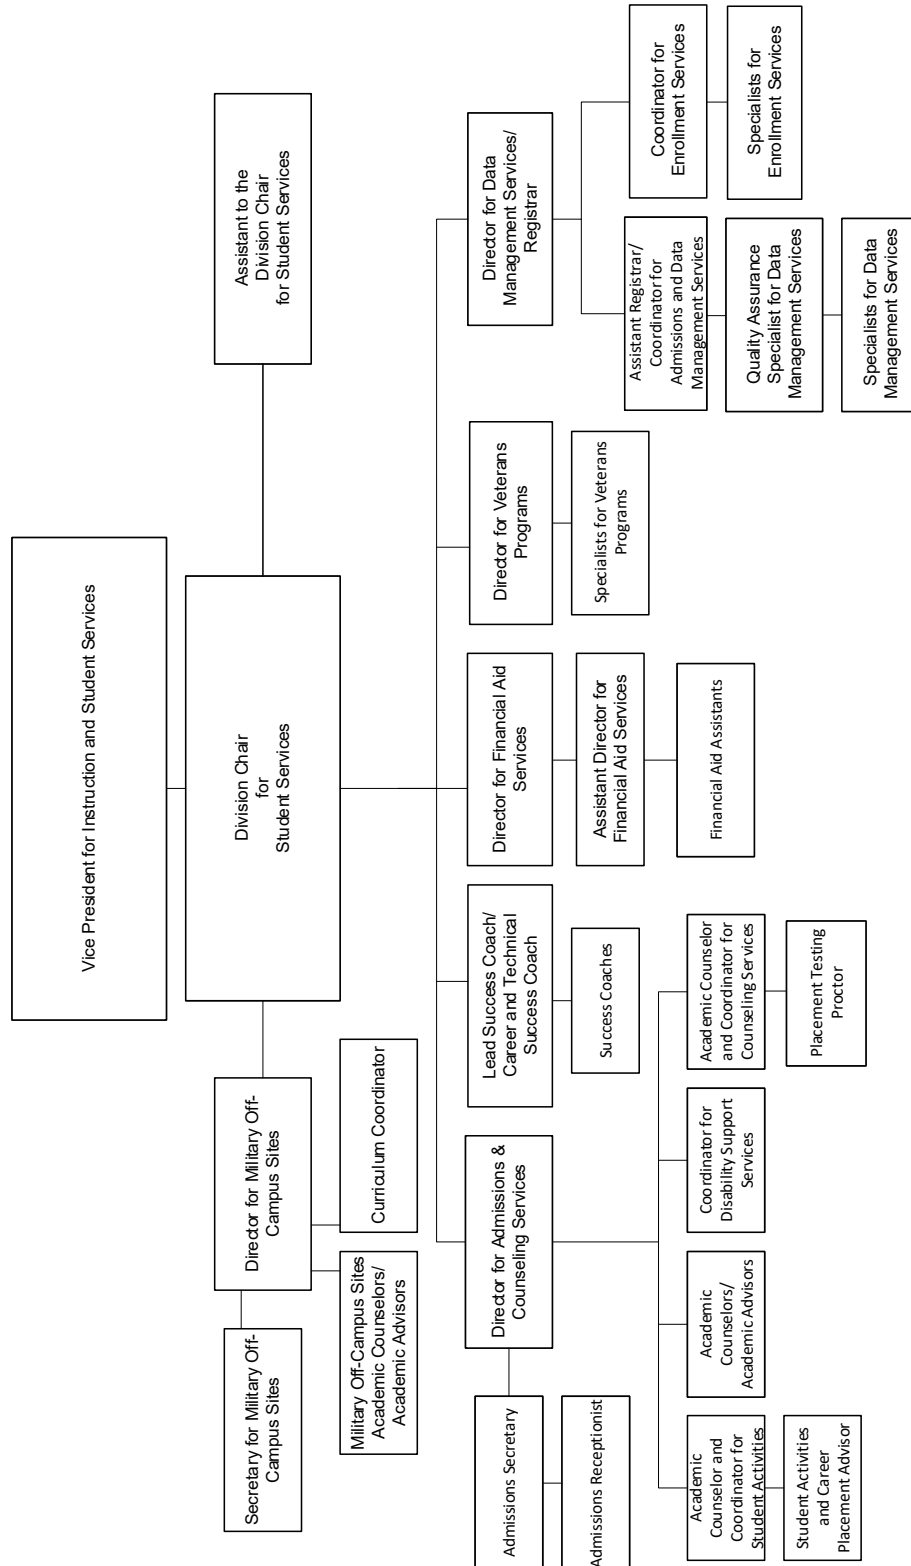 Vice President for Instruction and Student Services
Division Chair
for
Student Services
Assistant to the
Division Chair
for Student Services
Director for Military Off-
Campus Sites
Secretary for Military Off-
Campus Sites
Military Off-Campus Sites
Academic Counselors/
Academic Advisors
Curriculum Coordinator
Director for Admissions &
Counseling Services
Lead Success Coach/
Career and Technical
Success Coach
Director for Financial Aid
Services
Director for Veterans
Programs
Director for Data
Management Services/
Registrar
Admissions Secretary
Admissions Receptionist
Success Coaches
Assistant Director for
Financial Aid Services
Financial Aid Assistants
Specialists for Veterans
Programs
Assistant Registrar/
Coordinator for
Admissions and Data
Management Services
Coordinator for
Enrollment Services
Quality Assurance
Specialist for Data
Management Services
Specialists for
Enrollment Services
Specialists for Data
Management Services
Academic
Counselor and
Coordinator for
Student Activities
Academic
Counselors/
Academic Advisors
Coordinator for
Disability Support
Services
Academic Counselor
and Coordinator for
Counseling Services
Student Activities
and Career
Placement Advisor
Placement Testing
Proctor